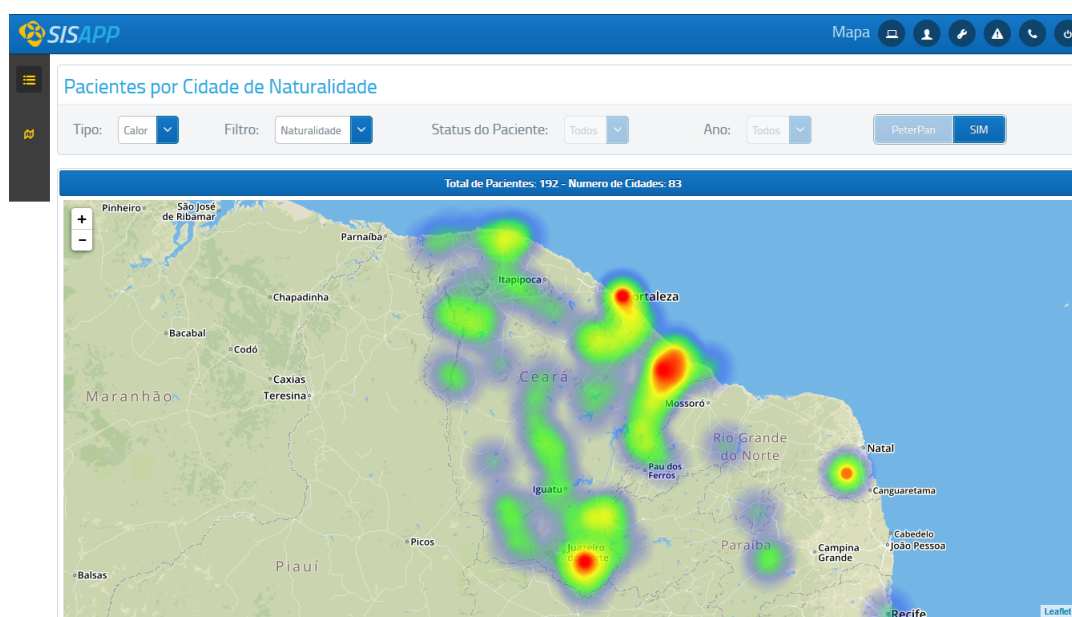 SISAPP
Mapa
Pacientes por Cidade de Naturalidade
Tipo: Calor Filtro: Naturalidade Status do Paciente: Todos Ano: Todos PeterPan SIM
Total de Pacientes: 192 - Numero de Cidades: 83
+
−
Pinheiro
São José
de Ribamar
Parnaíba
Itapipoca
Chapadinha
ortaleza
Bacabal
Codó
Ceará
Caxias
Maranhão
Teresina
Mossoró
Rio Grande
do Norte
Natal
Pau dos
Ferros
Iguatu
Canguaretama
Cabedelo
João Pessoa
Picos
Juazeiro
do Norte
Paraíba
Campina
Grande
Piauí
Balsas
Recife
Leaflet